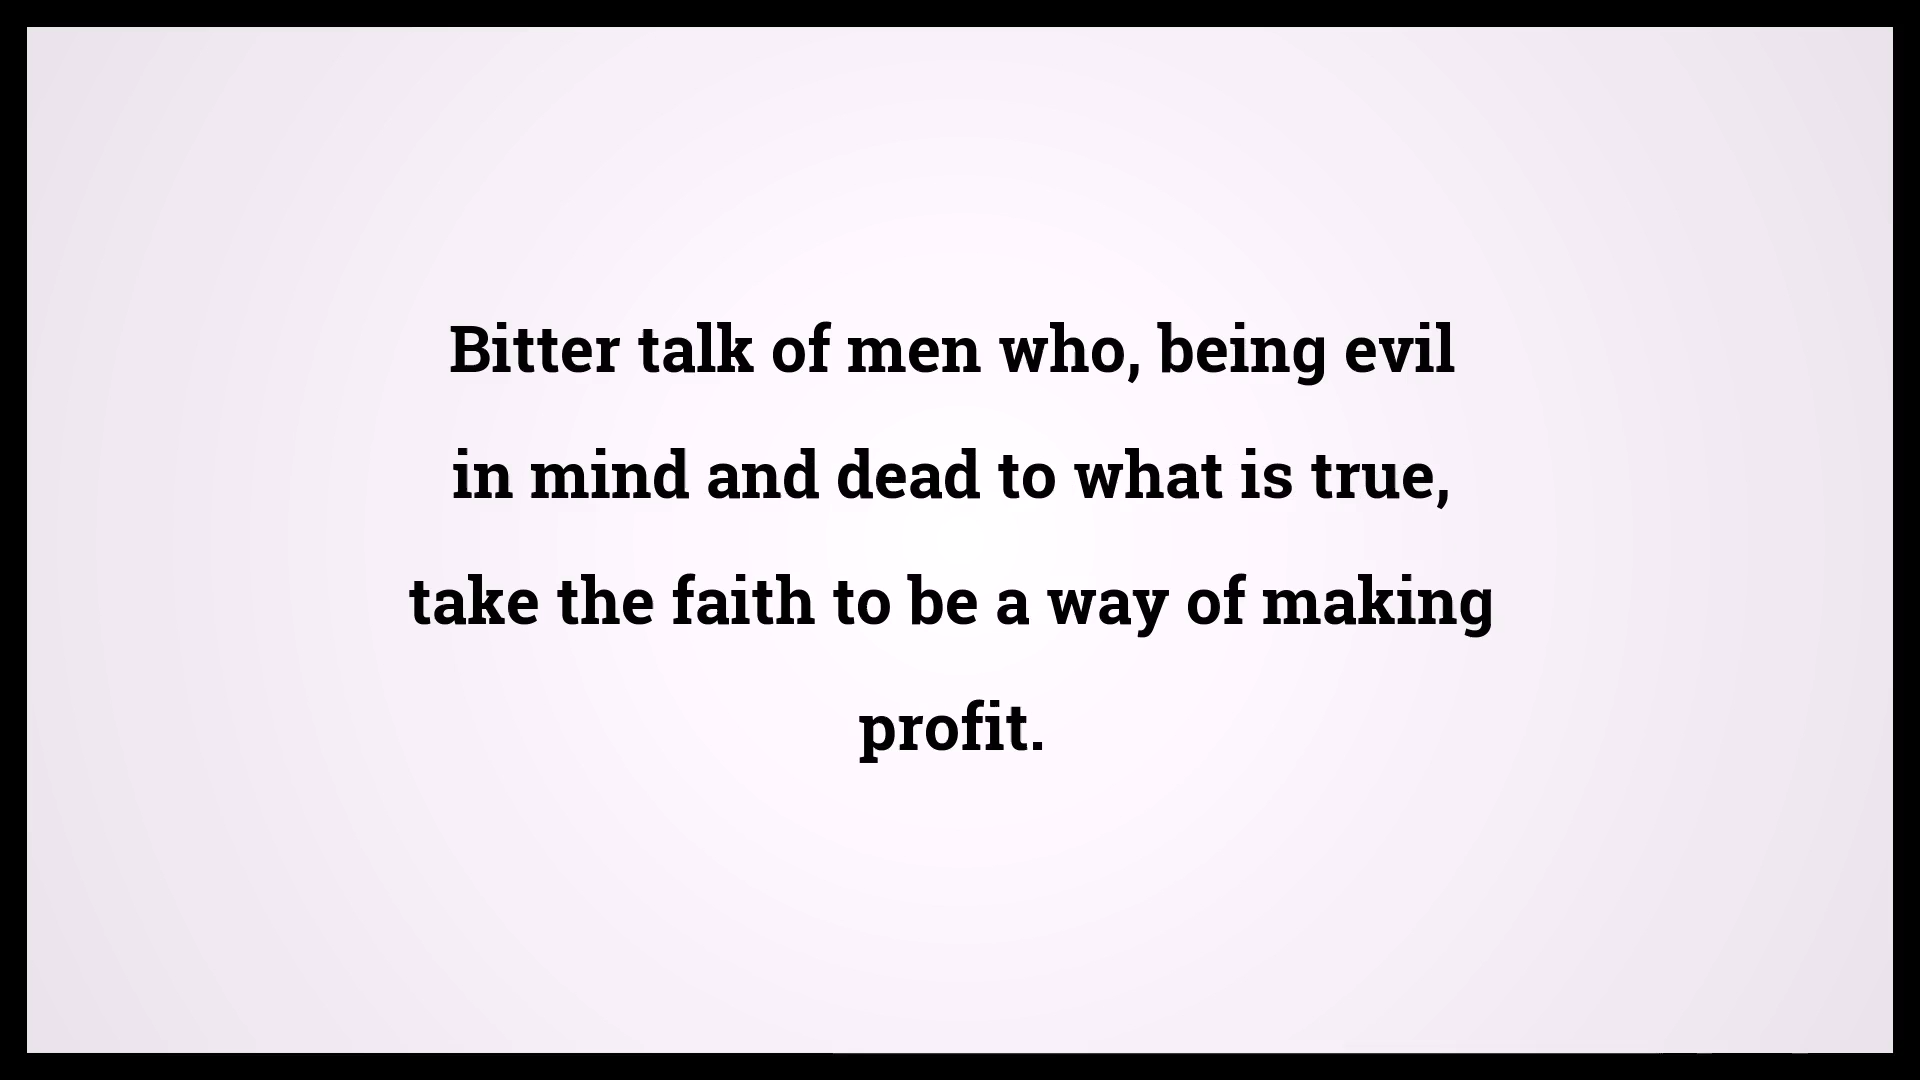 Bitter talk of men who, being evil
in mind and dead to what is true,
take the faith to be a way of making
profit.